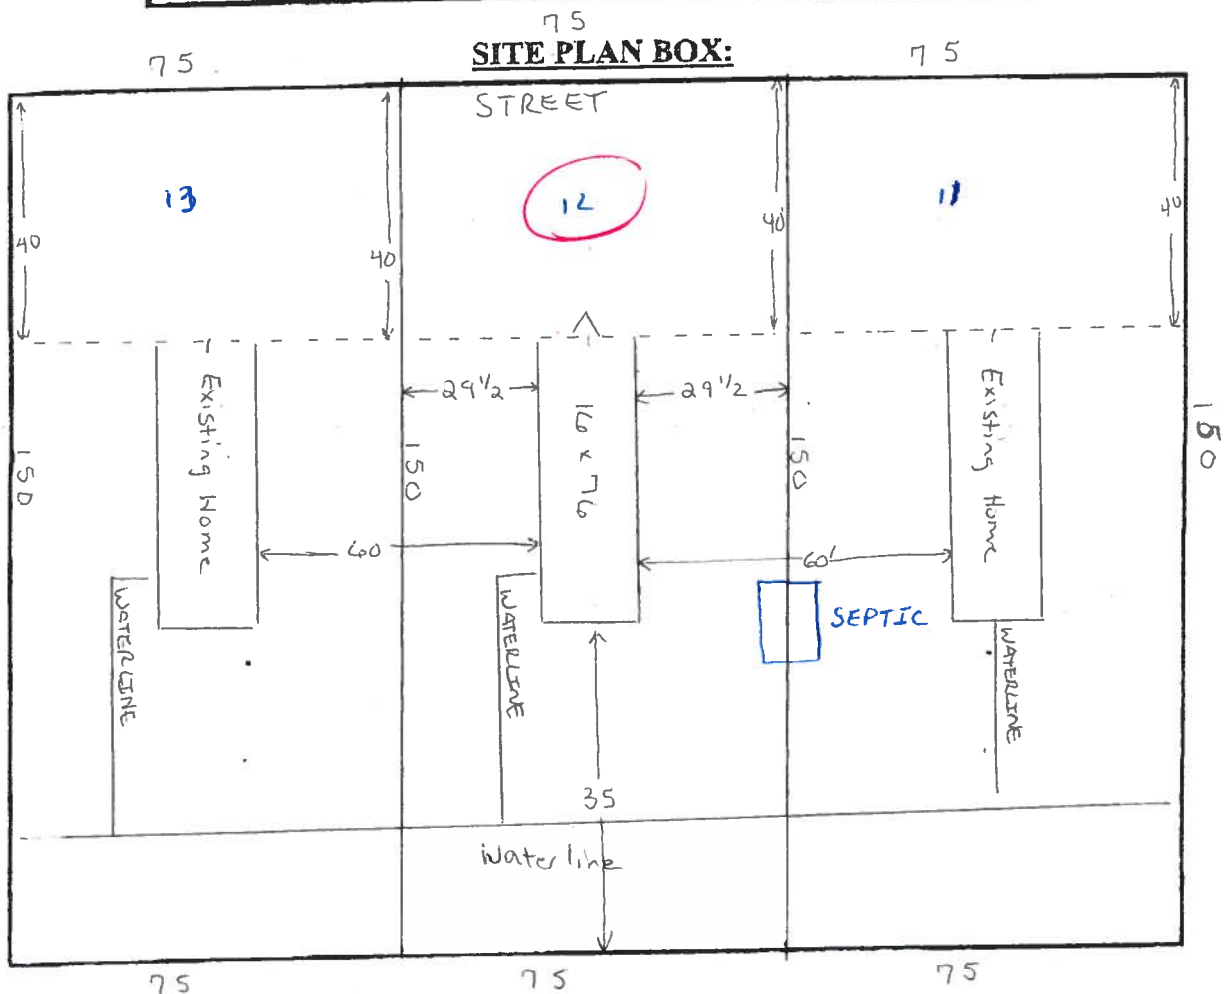 75
SITE PLAN BOX:
75
75
STREET
13
12
11
40
40
40
40
29 1/2
29 1/2
Existing Home
16 x 76
Existing Home
150
150
150
150
60
60'
SEPTIC
WATERLINE
WATERLINE
WATERLINE
35
Waterline
75
75
75